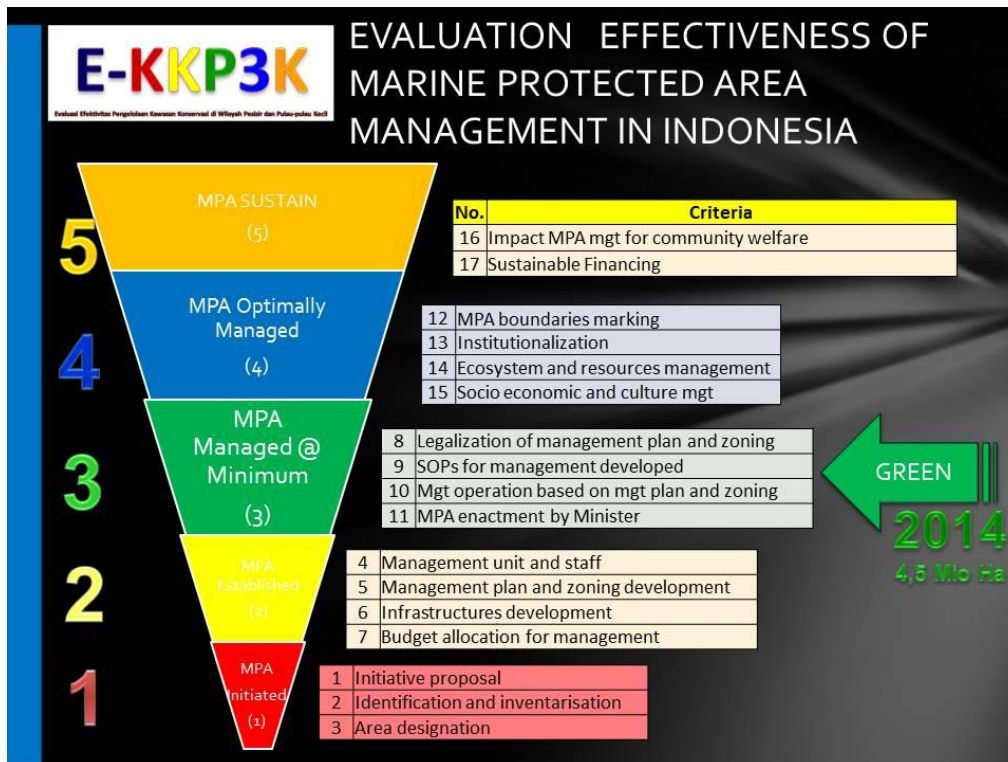 E-KKP3K
Evaluasi Efektivitas Pengelolaan Kawasan Konservasi di Wilayah Pesisir dan Pulau-pulau Kecil
EVALUATION EFFECTIVENESS OF
MARINE PROTECTED AREA
MANAGEMENT IN INDONESIA
5
MPA SUSTAIN
(5)
No. Criteria
16 Impact MPA mgt for community welfare
17 Sustainable Financing
4
MPA Optimally
Managed
(4)
12 MPA boundaries marking
13 Institutionalization
14 Ecosystem and resources management
15 Socio economic and culture mgt
3
MPA
Managed @
Minimum
(3)
8 Legalization of management plan and zoning
9 SOPs for management developed
10 Mgt operation based on mgt plan and zoning
11 MPA enactment by Minister
GREEN
2014
4,5 Mio Ha
2
MPA
Established
(2)
4 Management unit and staff
5 Management plan and zoning development
6 Infrastructures development
7 Budget allocation for management
1
MPA
Initiated
(1)
1 Initiative proposal
2 Identification and inventarisation
3 Area designation